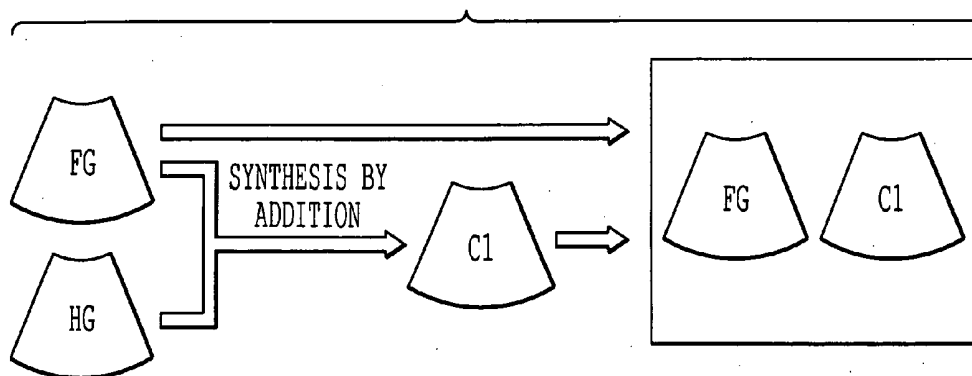 FG
SYNTHESIS BY
ADDITION
HG
C1
FG
C1